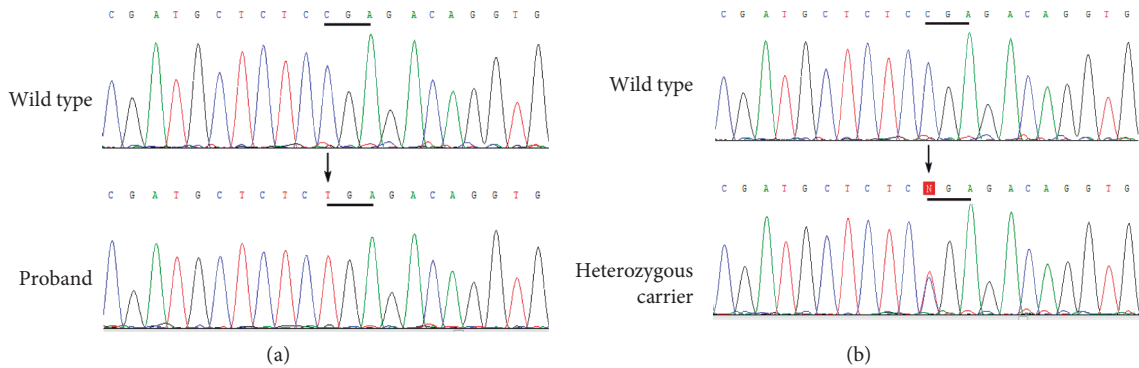 C G A T G C T C T C C G A G A C A G G T G
Wild type
C G A T G C T C T C T G A G A C A G G T G
Proband
(a)
C G A T G C T C T C C G A G A C A G G T G
Wild type
C G A T G C T C T C N G A G A C A G G T G
Heterozygous
carrier
(b)